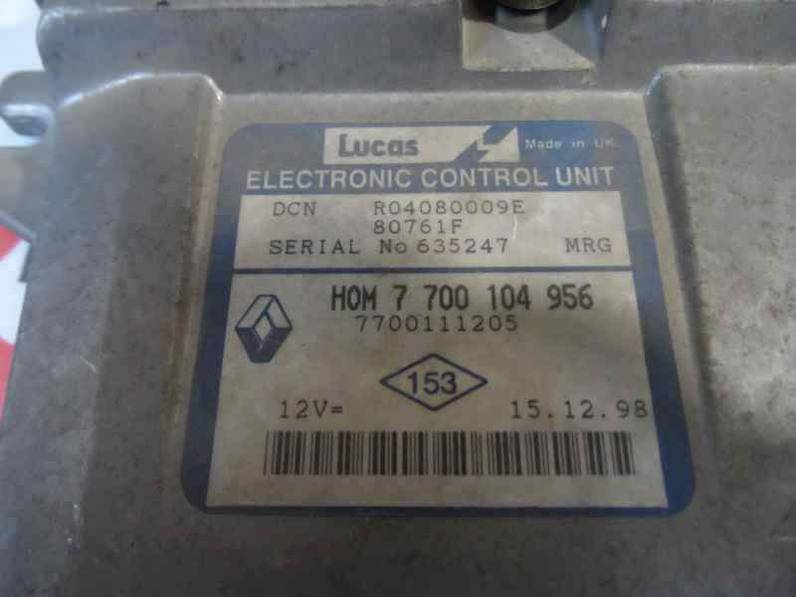 Lucas Made in UK
ELECTRONIC CONTROL UNIT
DCN R04080009E
80761F
SERIAL No 635247 MRG
HOM 7 700 104 956
7700111205
153
12V= 15.12.98